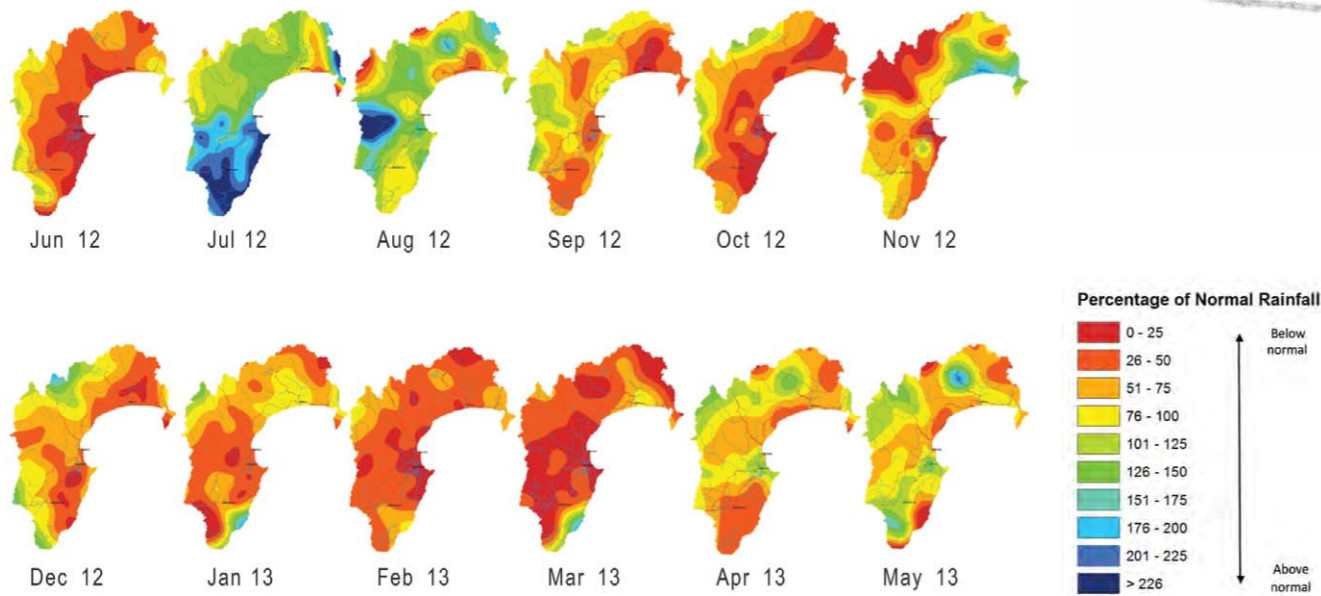 Jun 12
Jul 12
Aug 12
Sep 12
Oct 12
Nov 12
Dec 12
Jan 13
Feb 13
Mar 13
Apr 13
May 13
Percentage of Normal Rainfall
0 - 25
26 - 50
51 - 75
76 - 100
101 - 125
126 - 150
151 - 175
176 - 200
201 - 225
> 226
Below
normal
Above
normal